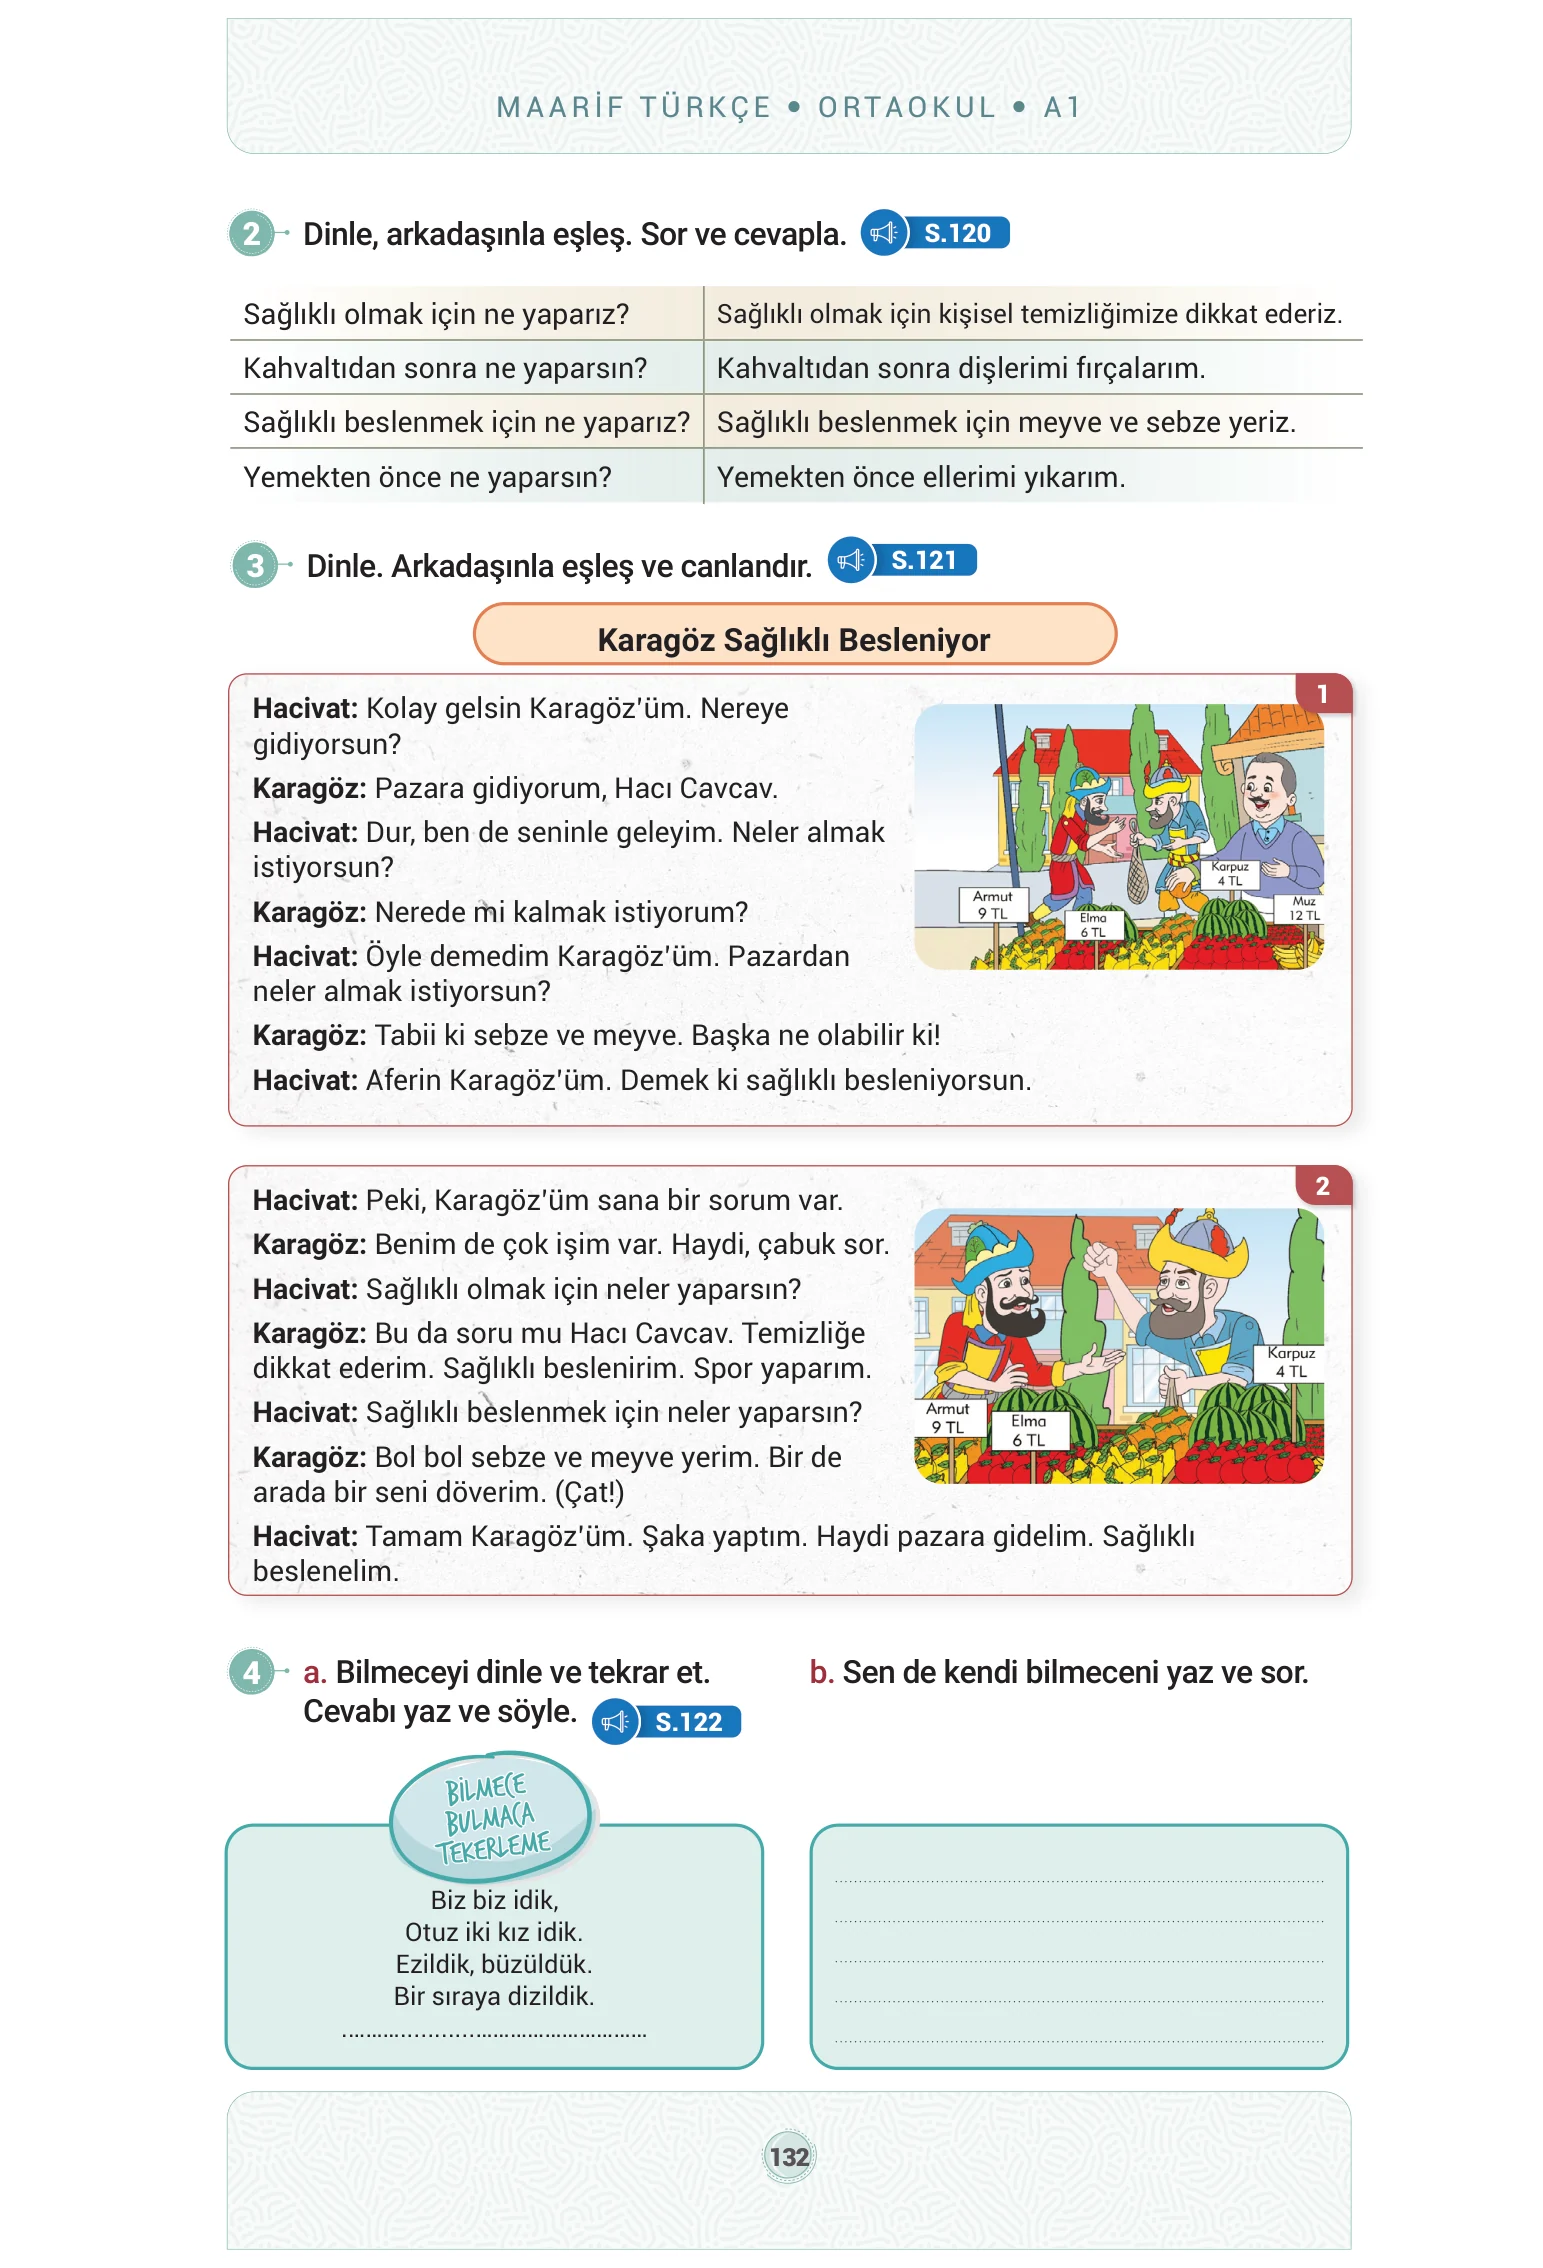 MAARİF TÜRKÇE • ORTAOKUL • A1
2 Dinle, arkadaşınla eşleş. Sor ve cevapla. S.120
Sağlıklı olmak için ne yaparız? Sağlıklı olmak için kişisel temizliğimize dikkat ederiz.
Kahvaltıdan sonra ne yaparsın? Kahvaltıdan sonra dişlerimi fırçalarım.
Sağlıklı beslenmek için ne yaparız? Sağlıklı beslenmek için meyve ve sebze yeriz.
Yemekten önce ne yaparsın? Yemekten önce ellerimi yıkarım.
3 Dinle. Arkadaşınla eşleş ve canlandır. S.121
Karagöz Sağlıklı Besleniyor
1
Hacivat: Kolay gelsin Karagöz'üm. Nereye
gidiyorsun?
Karagöz: Pazara gidiyorum, Hacı Cavcav.
Hacivat: Dur, ben de seninle geleyim. Neler almak
istiyorsun?
Karagöz: Nerede mi kalmak istiyorum?
Hacivat: Öyle demedim Karagöz'üm. Pazardan
neler almak istiyorsun?
Karagöz: Tabii ki sebze ve meyve. Başka ne olabilir ki!
Hacivat: Aferin Karagöz'üm. Demek ki sağlıklı besleniyorsun.
Armut
9 TL
Elma
6 TL
Karpuz
4 TL
Muz
12 TL
2
Hacivat: Peki, Karagöz'üm sana bir sorum var.
Karagöz: Benim de çok işim var. Haydi, çabuk sor.
Hacivat: Sağlıklı olmak için neler yaparsın?
Karagöz: Bu da soru mu Hacı Cavcav. Temizliğe
dikkat ederim. Sağlıklı beslenirim. Spor yaparım.
Hacivat: Sağlıklı beslenmek için neler yaparsın?
Karagöz: Bol bol sebze ve meyve yerim. Bir de
arada bir seni döverim. (Çat!)
Hacivat: Tamam Karagöz'üm. Şaka yaptım. Haydi pazara gidelim. Sağlıklı
beslenelim.
Armut
9 TL
Elma
6 TL
Karpuz
4 TL
4 a. Bilmeceyi dinle ve tekrar et.
Cevabı yaz ve söyle. S.122
b. Sen de kendi bilmeceni yaz ve sor.
BİLMECE
BULMACA
TEKERLEME
Biz biz idik,
Otuz iki kız idik.
Ezildik, büzüldük.
Bir sıraya dizildik.
132